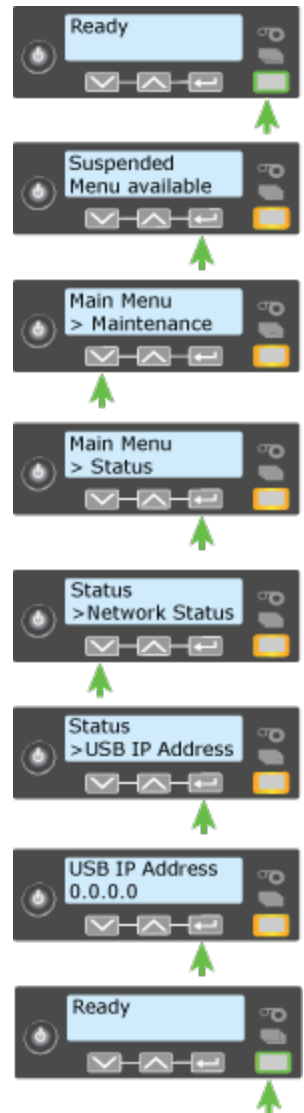 Ready
Suspended
Menu available
Main Menu
> Maintenance
Main Menu
> Status
Status
>Network Status
Status
>USB IP Address
USB IP Address
0.0.0.0
Ready